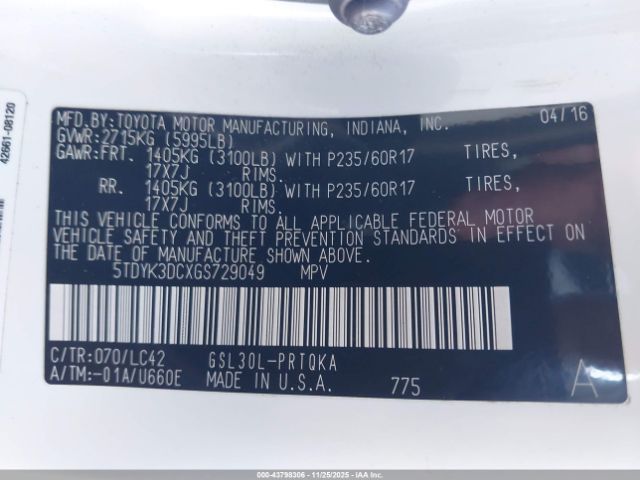 42661-08120
MFD.BY:TOYOTA MOTOR MANUFACTURING, INDIANA, INC. 04/16
GVWR:2715KG (5995LB)
GAWR:FRT. 1405KG (3100LB) WITH P235/60R17 TIRES,
17X7J RIMS.
RR. 1405KG (3100LB) WITH P235/60R17 TIRES,
17X7J RIMS.
THIS VEHICLE CONFORMS TO ALL APPLICABLE FEDERAL MOTOR
VEHICLE SAFETY AND THEFT PREVENTION STANDARDS IN EFFECT ON
THE DATE OF MANUFACTURE SHOWN ABOVE.
5TDYK3DCXGS729049 MPV
C/TR:070/LC42 GSL30L-PRTQKA
A/TM:-01A/U660E MADE IN U.S.A. 775 A
000-43798306 - 11/25/2025 - IAAI.COM